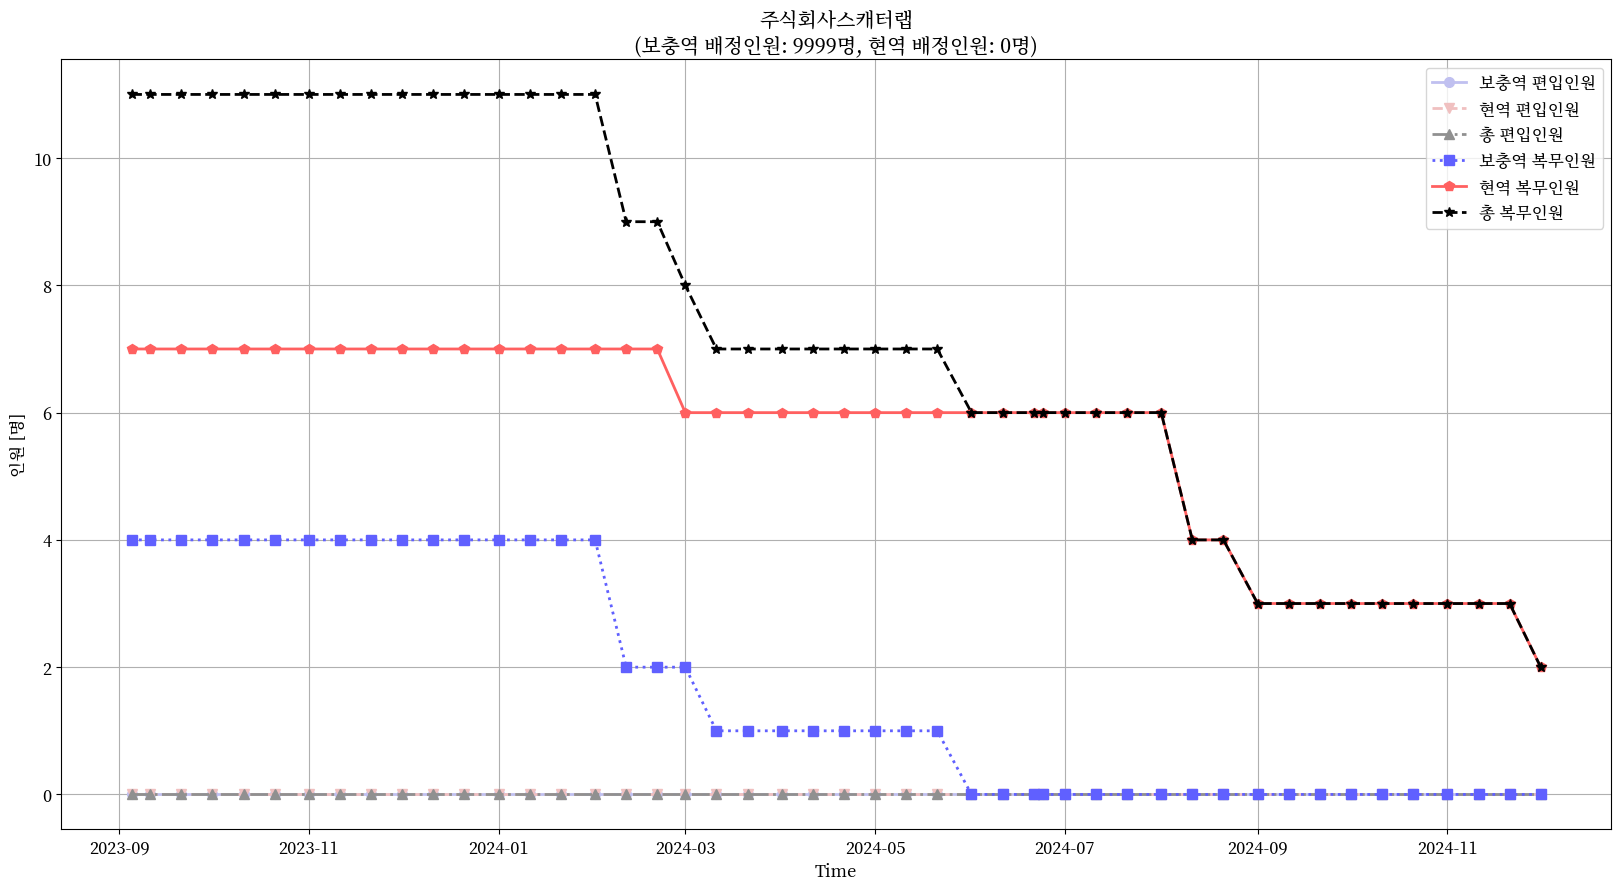 주식회사스캐터랩
(보충역 배정인원: 9999명, 현역 배정인원: 0명)
보충역 편입인원
현역 편입인원
총 편입인원
보충역 복무인원
현역 복무인원
총 복무인원
인원 [명]
10
8
6
4
2
0
2023-09
2023-11
2024-01
2024-03
2024-05
2024-07
2024-09
2024-11
Time